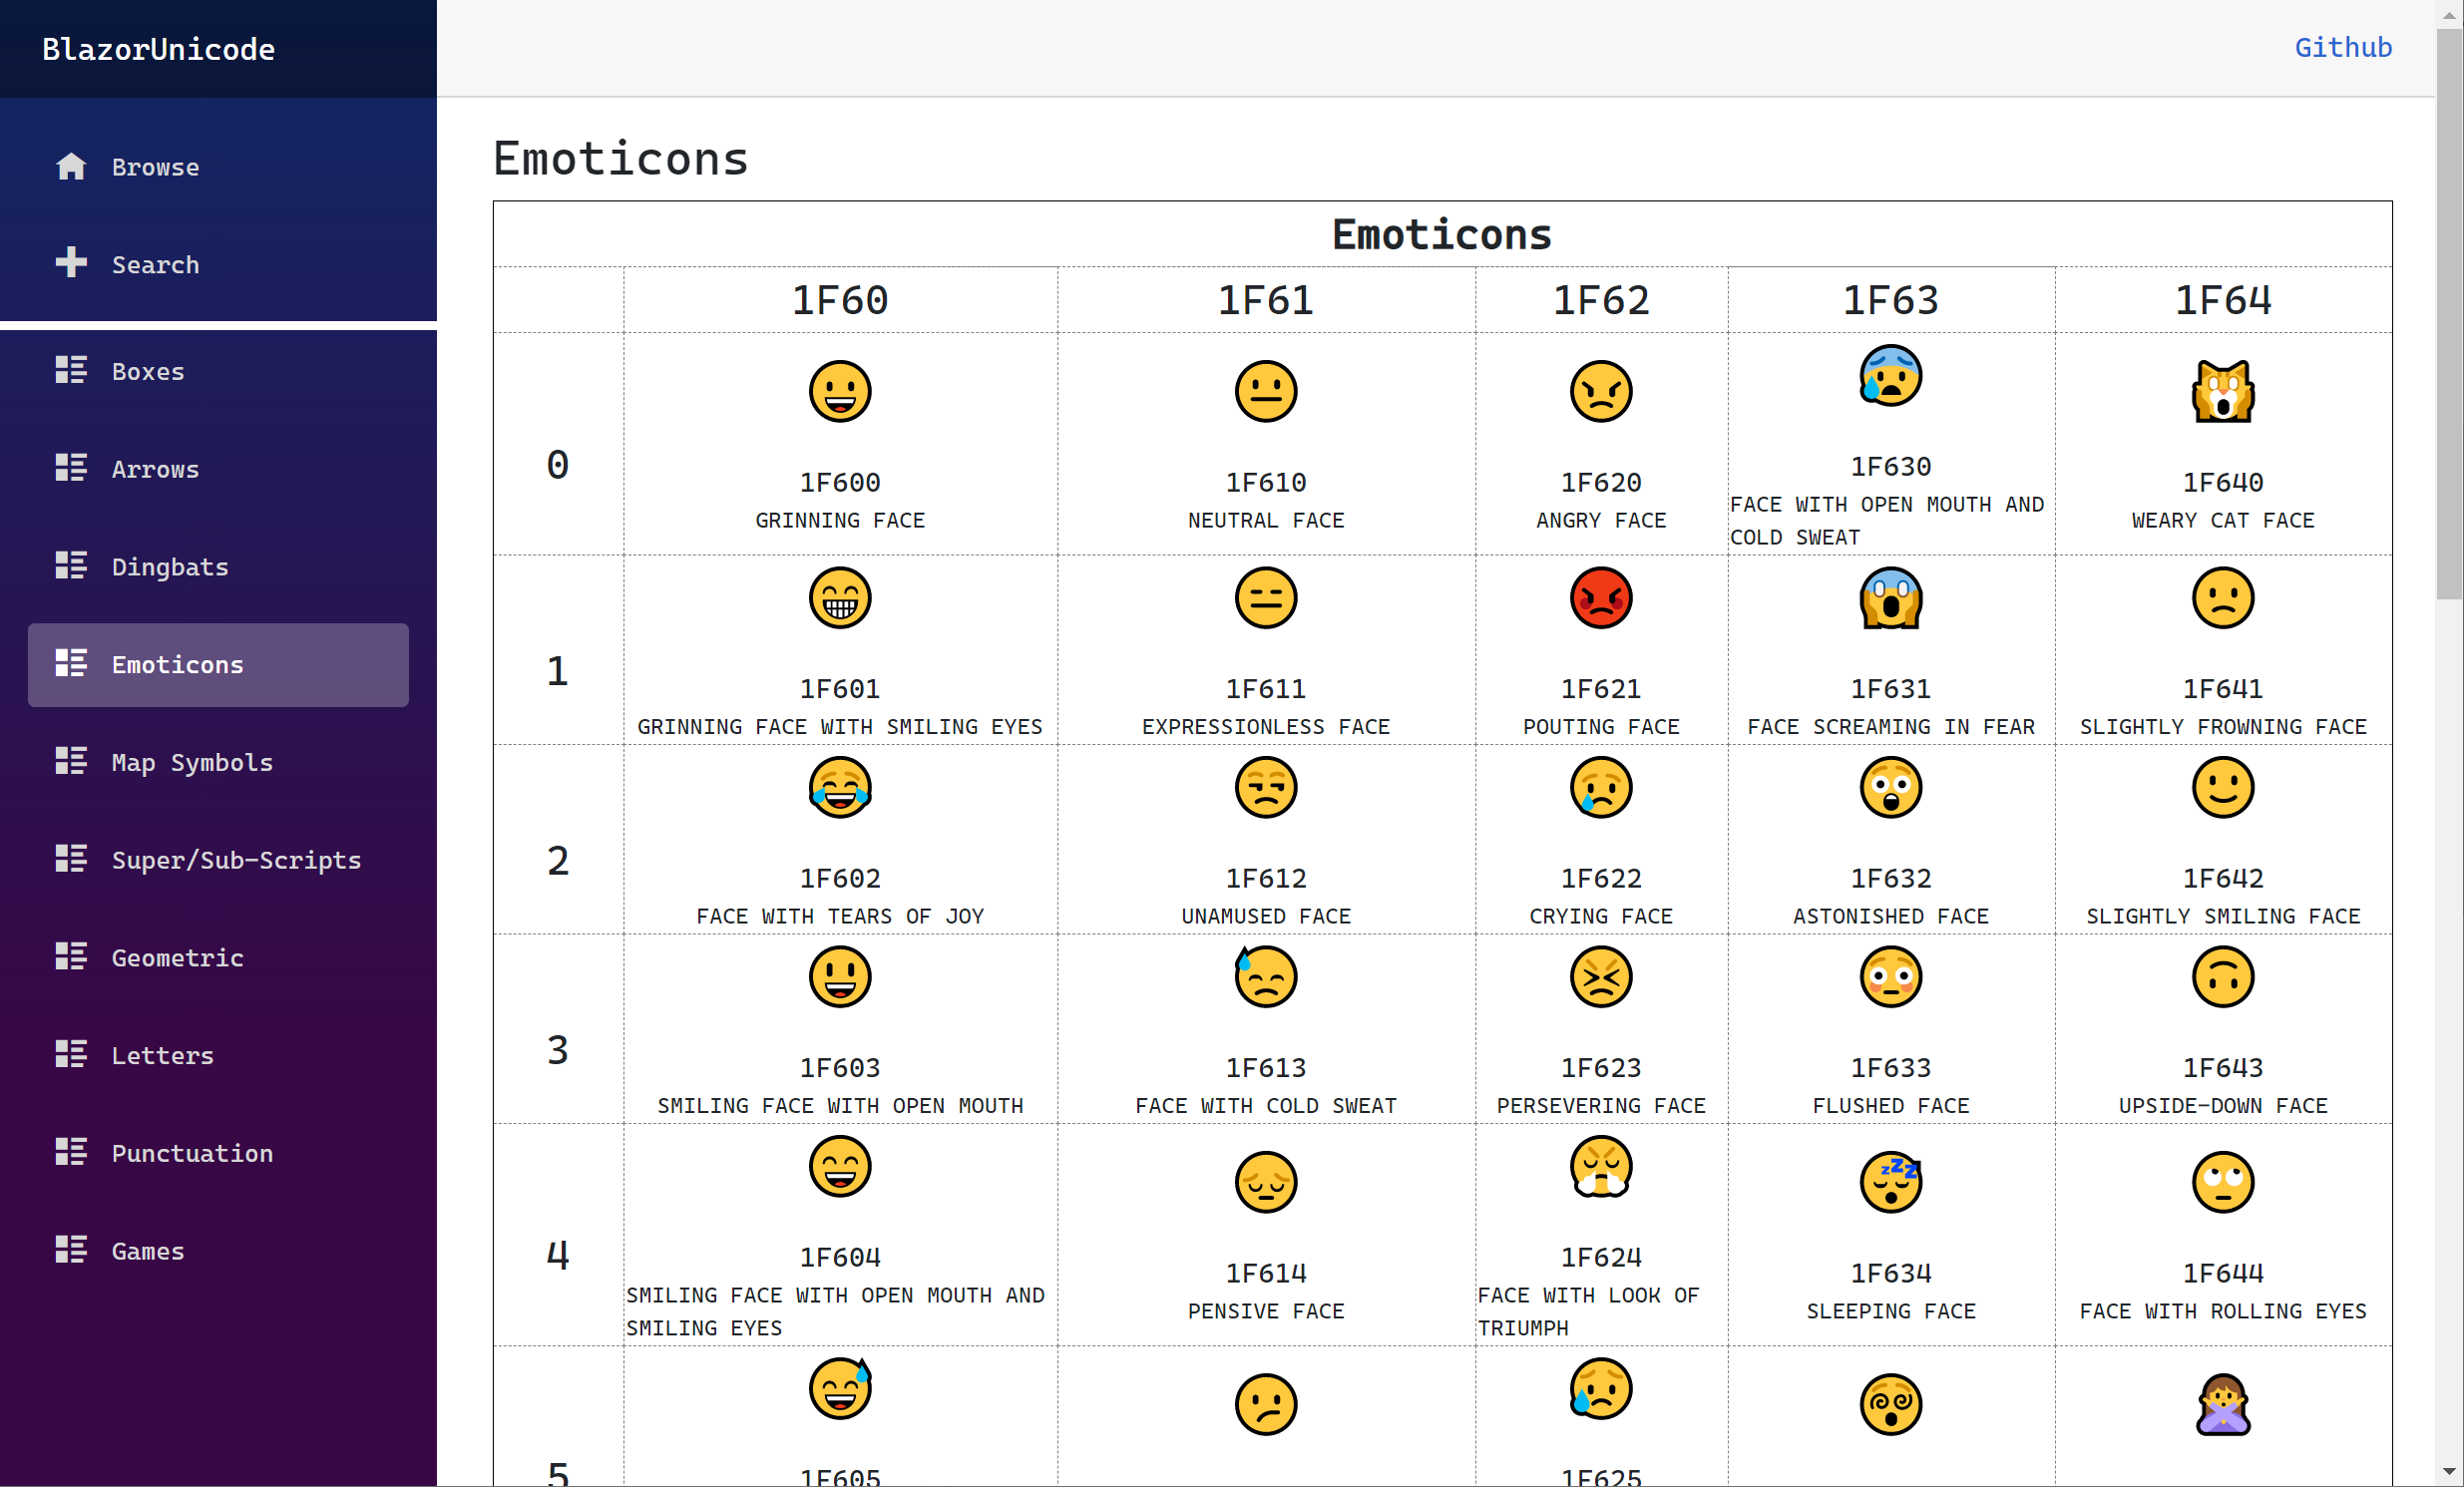 BlazorUnicode
Github
Browse
Search
Boxes
Arrows
Dingbats
Emoticons
Map Symbols
Super/Sub-Scripts
Geometric
Letters
Punctuation
Games
Emoticons
Emoticons
1F60 1F61 1F62 1F63 1F64
0
1F600
GRINNING FACE
1F610
NEUTRAL FACE
1F620
ANGRY FACE
1F630
FACE WITH OPEN MOUTH AND
COLD SWEAT
1F640
WEARY CAT FACE
1
1F601
GRINNING FACE WITH SMILING EYES
1F611
EXPRESSIONLESS FACE
1F621
POUTING FACE
1F631
FACE SCREAMING IN FEAR
1F641
SLIGHTLY FROWNING FACE
2
1F602
FACE WITH TEARS OF JOY
1F612
UNAMUSED FACE
1F622
CRYING FACE
1F632
ASTONISHED FACE
1F642
SLIGHTLY SMILING FACE
3
1F603
SMILING FACE WITH OPEN MOUTH
1F613
FACE WITH COLD SWEAT
1F623
PERSEVERING FACE
1F633
FLUSHED FACE
1F643
UPSIDE-DOWN FACE
4
1F604
SMILING FACE WITH OPEN MOUTH AND
SMILING EYES
1F614
PENSIVE FACE
1F624
FACE WITH LOOK OF
TRIUMPH
1F634
SLEEPING FACE
1F644
FACE WITH ROLLING EYES
5
1F605
1F625